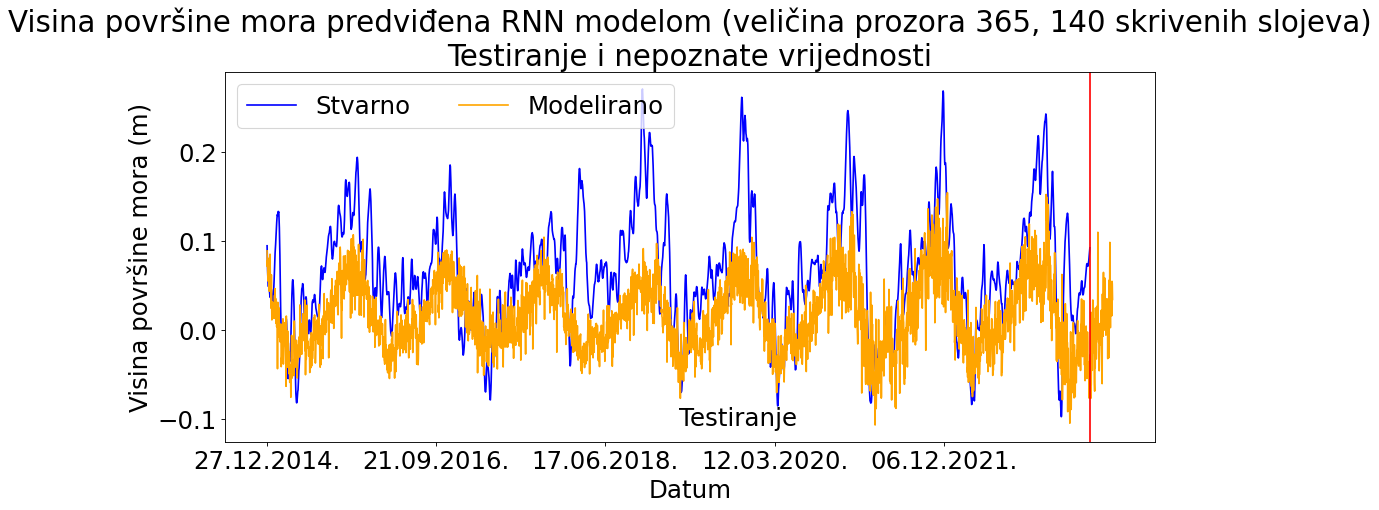 Visina površine mora predviđena RNN modelom (veličina prozora 365, 140 skrivenih slojeva)
Testiranje i nepoznate vrijednosti
Stvarno Modelirano
Visina površine mora (m)
0.2
0.1
0.0
−0.1
Testiranje
27.12.2014. 21.09.2016. 17.06.2018. 12.03.2020. 06.12.2021.
Datum